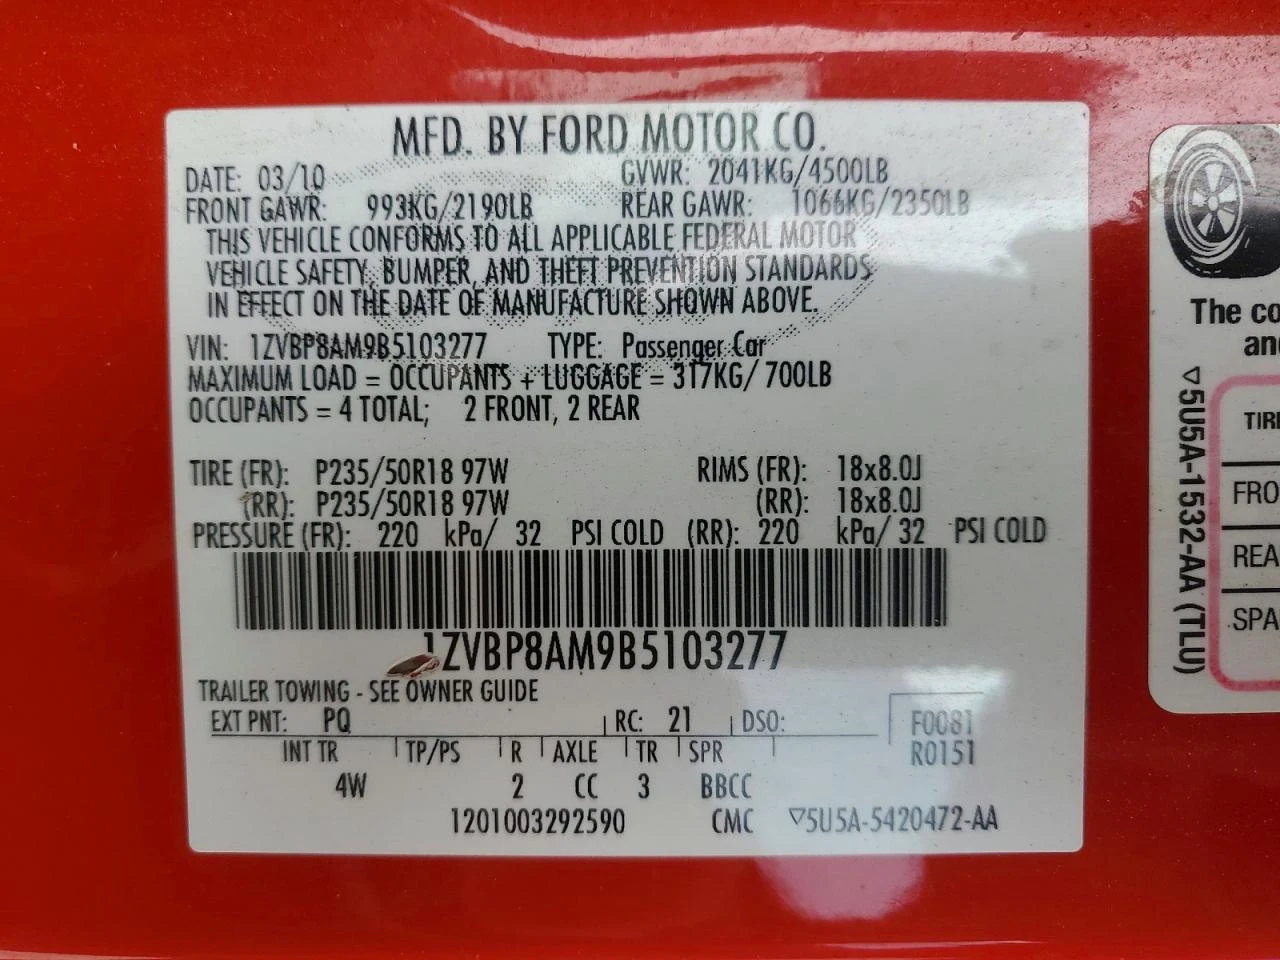 MFD. BY FORD MOTOR CO.
DATE: 03/10 GVWR: 2041KG/4500LB
FRONT GAWR: 993KG/2190LB REAR GAWR: 1066KG/2350LB
THIS VEHICLE CONFORMS TO ALL APPLICABLE FEDERAL MOTOR
VEHICLE SAFETY, BUMPER, AND THEFT PREVENTION STANDARDS
IN EFFECT ON THE DATE OF MANUFACTURE SHOWN ABOVE.
VIN: 1ZVBP8AM9B5103277 TYPE: Passenger Car
MAXIMUM LOAD = OCCUPANTS + LUGGAGE = 317KG/ 700LB
OCCUPANTS = 4 TOTAL; 2 FRONT, 2 REAR
TIRE (FR): P235/50R18 97W RIMS (FR): 18x8.0J
(RR): P235/50R18 97W (RR): 18x8.0J
PRESSURE (FR): 220 kPa/ 32 PSI COLD (RR): 220 kPa/ 32 PSI COLD
1ZVBP8AM9B5103277
TRAILER TOWING - SEE OWNER GUIDE
EXT PNT: PQ RC: 21 DSO: F0081
R0151
INT TR TP/PS R AXLE TR SPR
4W 2 CC 3 BBCC
1201003292590 CMC ▽5U5A-5420472-AA
The co
an
▽5U5A-1532-AA (TLU)
TIR
FRO
REA
SPA